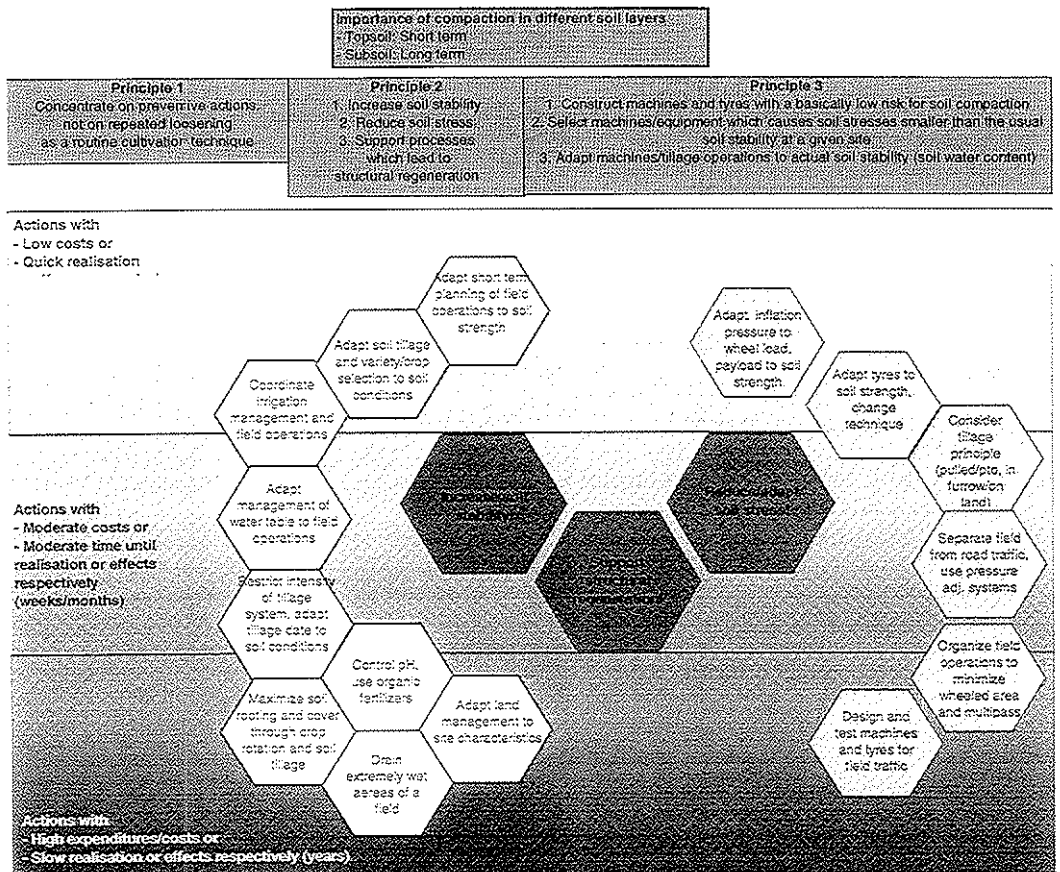 Importance of compaction in different soil layers
- Topsoil: Short term
- Subsoil: Long term
Principle 1
Concentrate on preventive actions,
not on repeated loosening
as a routine cultivation technique
Principle 2
1. Increase soil stability
2. Reduce soil stress
3. Support processes
which lead to
structural regeneration
Principle 3
1. Construct machines and tyres with a basically low risk for soil compaction
2. Select machines/equipment which causes soil stresses smaller than the usual
soil stability at a given site
3. Adapt machines/tillage operations to actual soil stability (soil water content)
Actions with
- Low costs or
- Quick realisation
Adapt short term
planning of field
operations to soil
strength
Adapt soil tillage
and variety/crop
selection to soil
conditions
Coordinate
irrigation
management and
field operations
Adapt inflation
pressure to
wheel load,
payload to soil
strength
Adapt tyres to
soil strength,
change
technique
Consider
tillage
principle
(pulled/pto, in
furrow/on
land)
Actions with
- Moderate costs or
- Moderate time until
realisation or effects
respectively
(weeks/months)
Adapt
management of
water table to field
operations
Separate field
from road traffic,
use pressure
adj. systems
Restrict intensity
of tillage
system, adapt
tillage date to
soil conditions
Control pH,
use organic
fertilizers
Organize field
operations to
minimize
wheeled area
and multipass
Maximize soil
rooting and cover
through crop
rotation and soil
tillage
Adapt land
management to
site characteristics
Design and
test machines
and tyres for
field traffic
Drain
extremely wet
aereas of a
field
Actions with
- High expenditures/costs or
- Slow realisation or effects respectively (years)